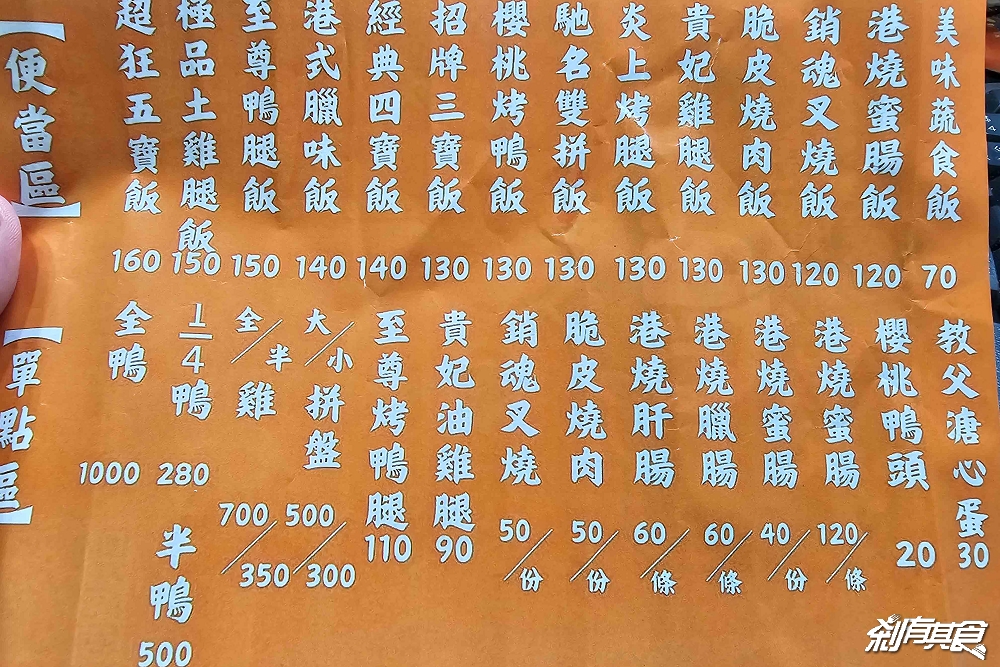 【便當區】
超狂五寶飯 160
極品土雞腿飯 150
至尊鴨腿飯 150
港式臘味飯 140
經典四寶飯 140
招牌三寶飯 130
櫻桃烤鴨飯 130
馳名雙拼飯 130
炎上烤腿飯 130
貴妃雞腿飯 130
脆皮燒肉飯 130
銷魂叉燒飯 120
港燒蜜腸飯 120
美味蔬食飯 70
【單點區】
全鴨 1000
1/4鴨 280
半鴨 500
全/半雞 700/350
大/小拼盤 500/300
至尊烤鴨腿 110
貴妃油雞腿 90
銷魂叉燒 50/份
脆皮燒肉 50/份
港燒肝腸 60/條
港燒臘腸 60/條
港燒蜜腸 40/份
港燒蜜腸 120/條
櫻桃鴨頭 20
教父溏心蛋 30
剎有其食